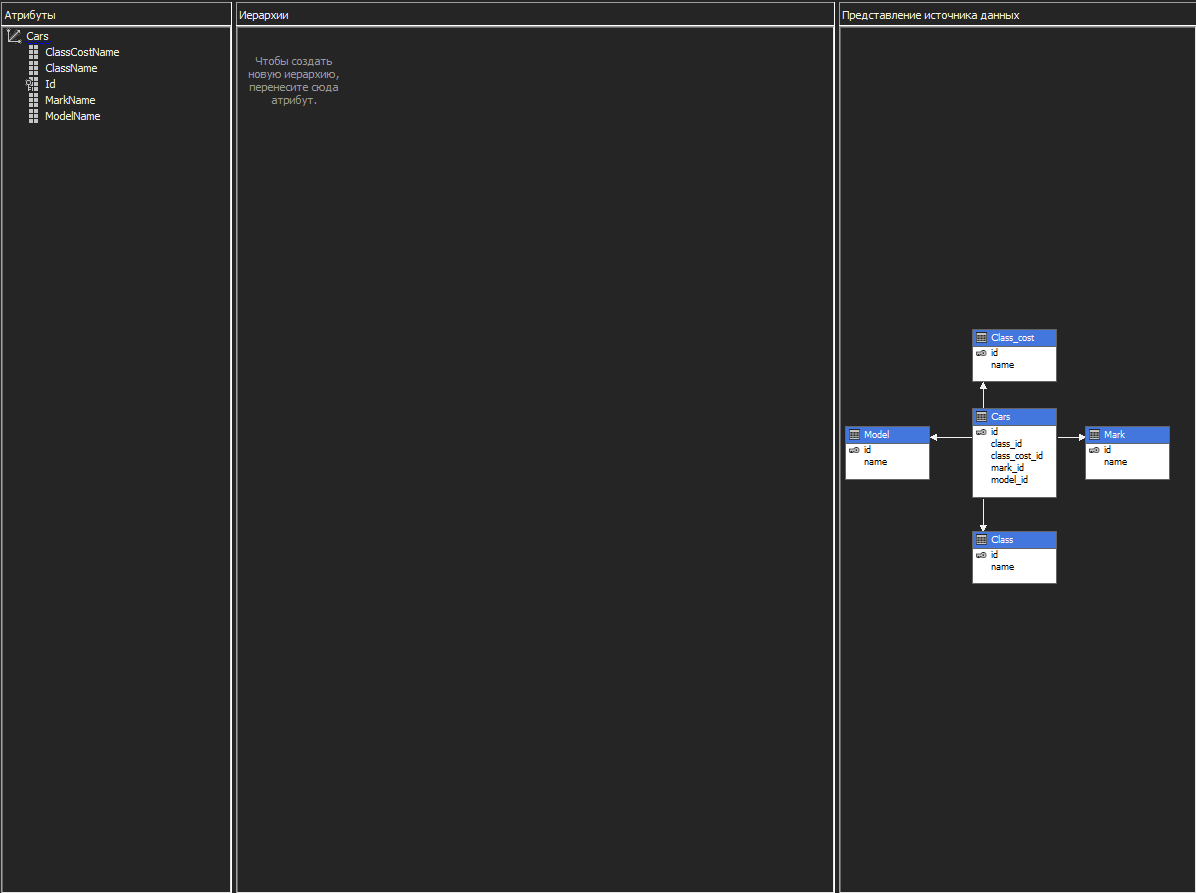 Атрибуты
Cars
ClassCostName
ClassName
Id
MarkName
ModelName
Иерархии
Чтобы создать
новую иерархию,
перенесите сюда
атрибут.
Представление источника данных
Class_cost
id
name
Cars
id
class_id
class_cost_id
mark_id
model_id
Model
id
name
Mark
id
name
Class
id
name